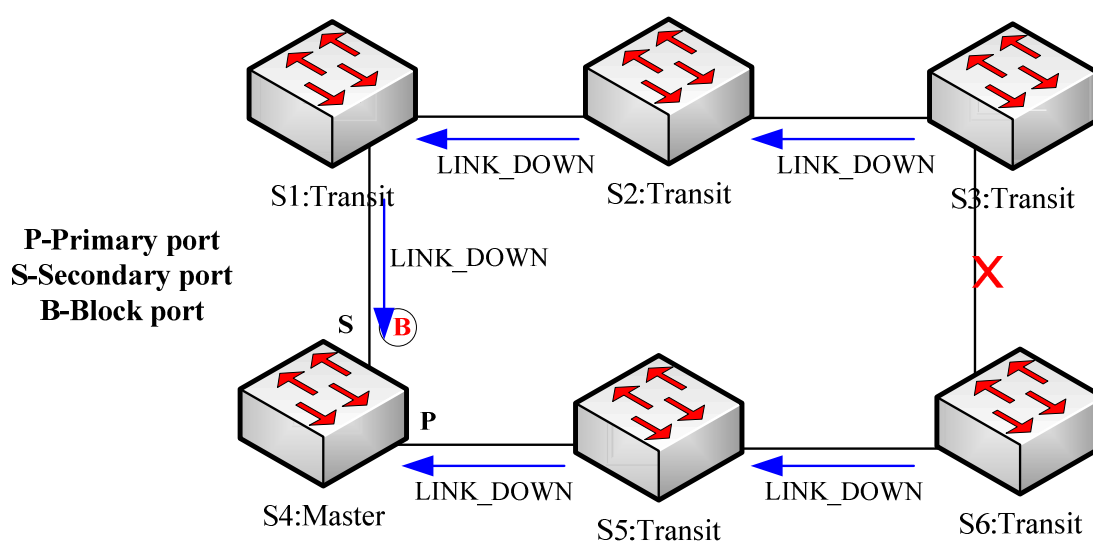 LINK_DOWN
LINK_DOWN
S1:Transit
S2:Transit
S3:Transit
P-Primary port
S-Secondary port
B-Block port
LINK_DOWN
X
S
B
P
LINK_DOWN
LINK_DOWN
S4:Master
S5:Transit
S6:Transit